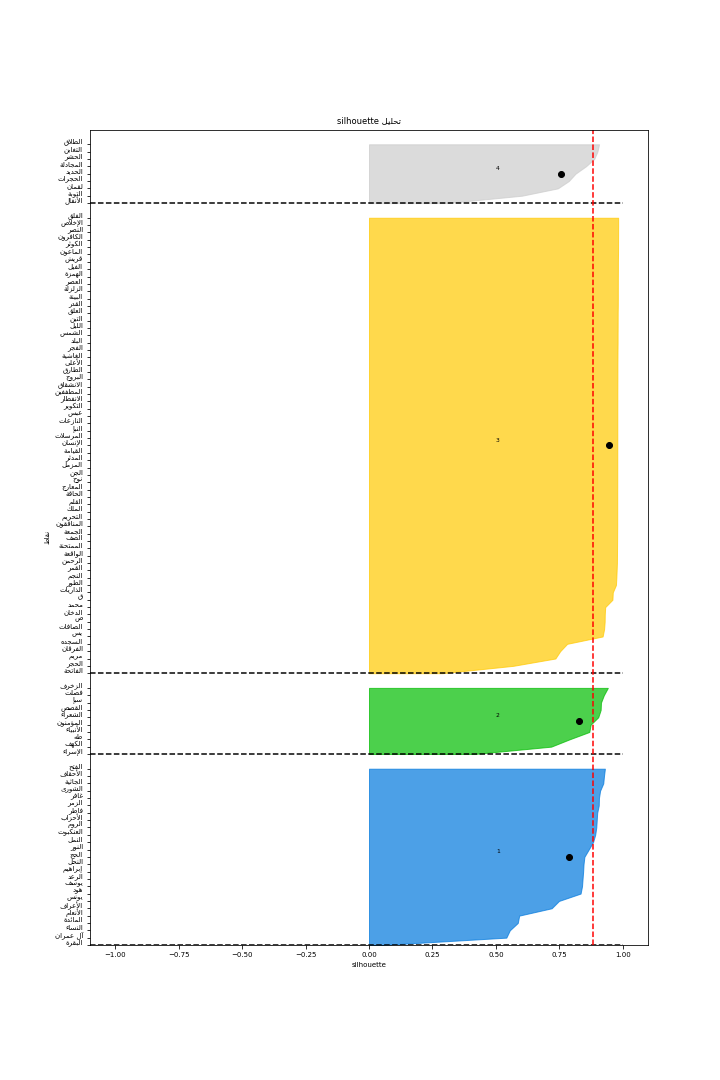 تحليل silhouette
الطلاق
التغابن
الحشر
المجادلة
الحديد
الحجرات
لقمان
التوبة
الأنفال
4
الفلق
الإخلاص
النصر
الكافرون
الكوثر
الماعون
قريش
الفيل
الهمزة
العصر
الزلزلة
البينة
القدر
العلق
التين
الليل
الشمس
البلد
الفجر
الغاشية
الأعلى
الطارق
البروج
الانشقاق
المطففين
الانفطار
التكوير
عبس
النازعات
النبأ
المرسلات
الإنسان
القيامة
المدثر
المزمل
الجن
نوح
المعارج
الحاقة
القلم
الملك
التحريم
المنافقون
الجمعة
الصف
الممتحنة
الواقعة
الرحمن
القمر
النجم
الطور
الذاريات
ق
محمد
الدخان
ص
الصافات
يس
السجدة
الفرقان
مريم
الحجر
الفاتحة
3
نقاط
الزخرف
فصلت
سبأ
القصص
الشعراء
المؤمنون
الأنبياء
طه
الكهف
الإسراء
2
الفتح
الأحقاف
الجاثية
الشورى
غافر
الزمر
فاطر
الأحزاب
الروم
العنكبوت
النمل
النور
الحج
النحل
إبراهيم
الرعد
يوسف
هود
يونس
الأعراف
الأنعام
المائدة
النساء
آل عمران
البقرة
1
−1.00 −0.75 −0.50 −0.25 0.00 0.25 0.50 0.75 1.00
silhouette